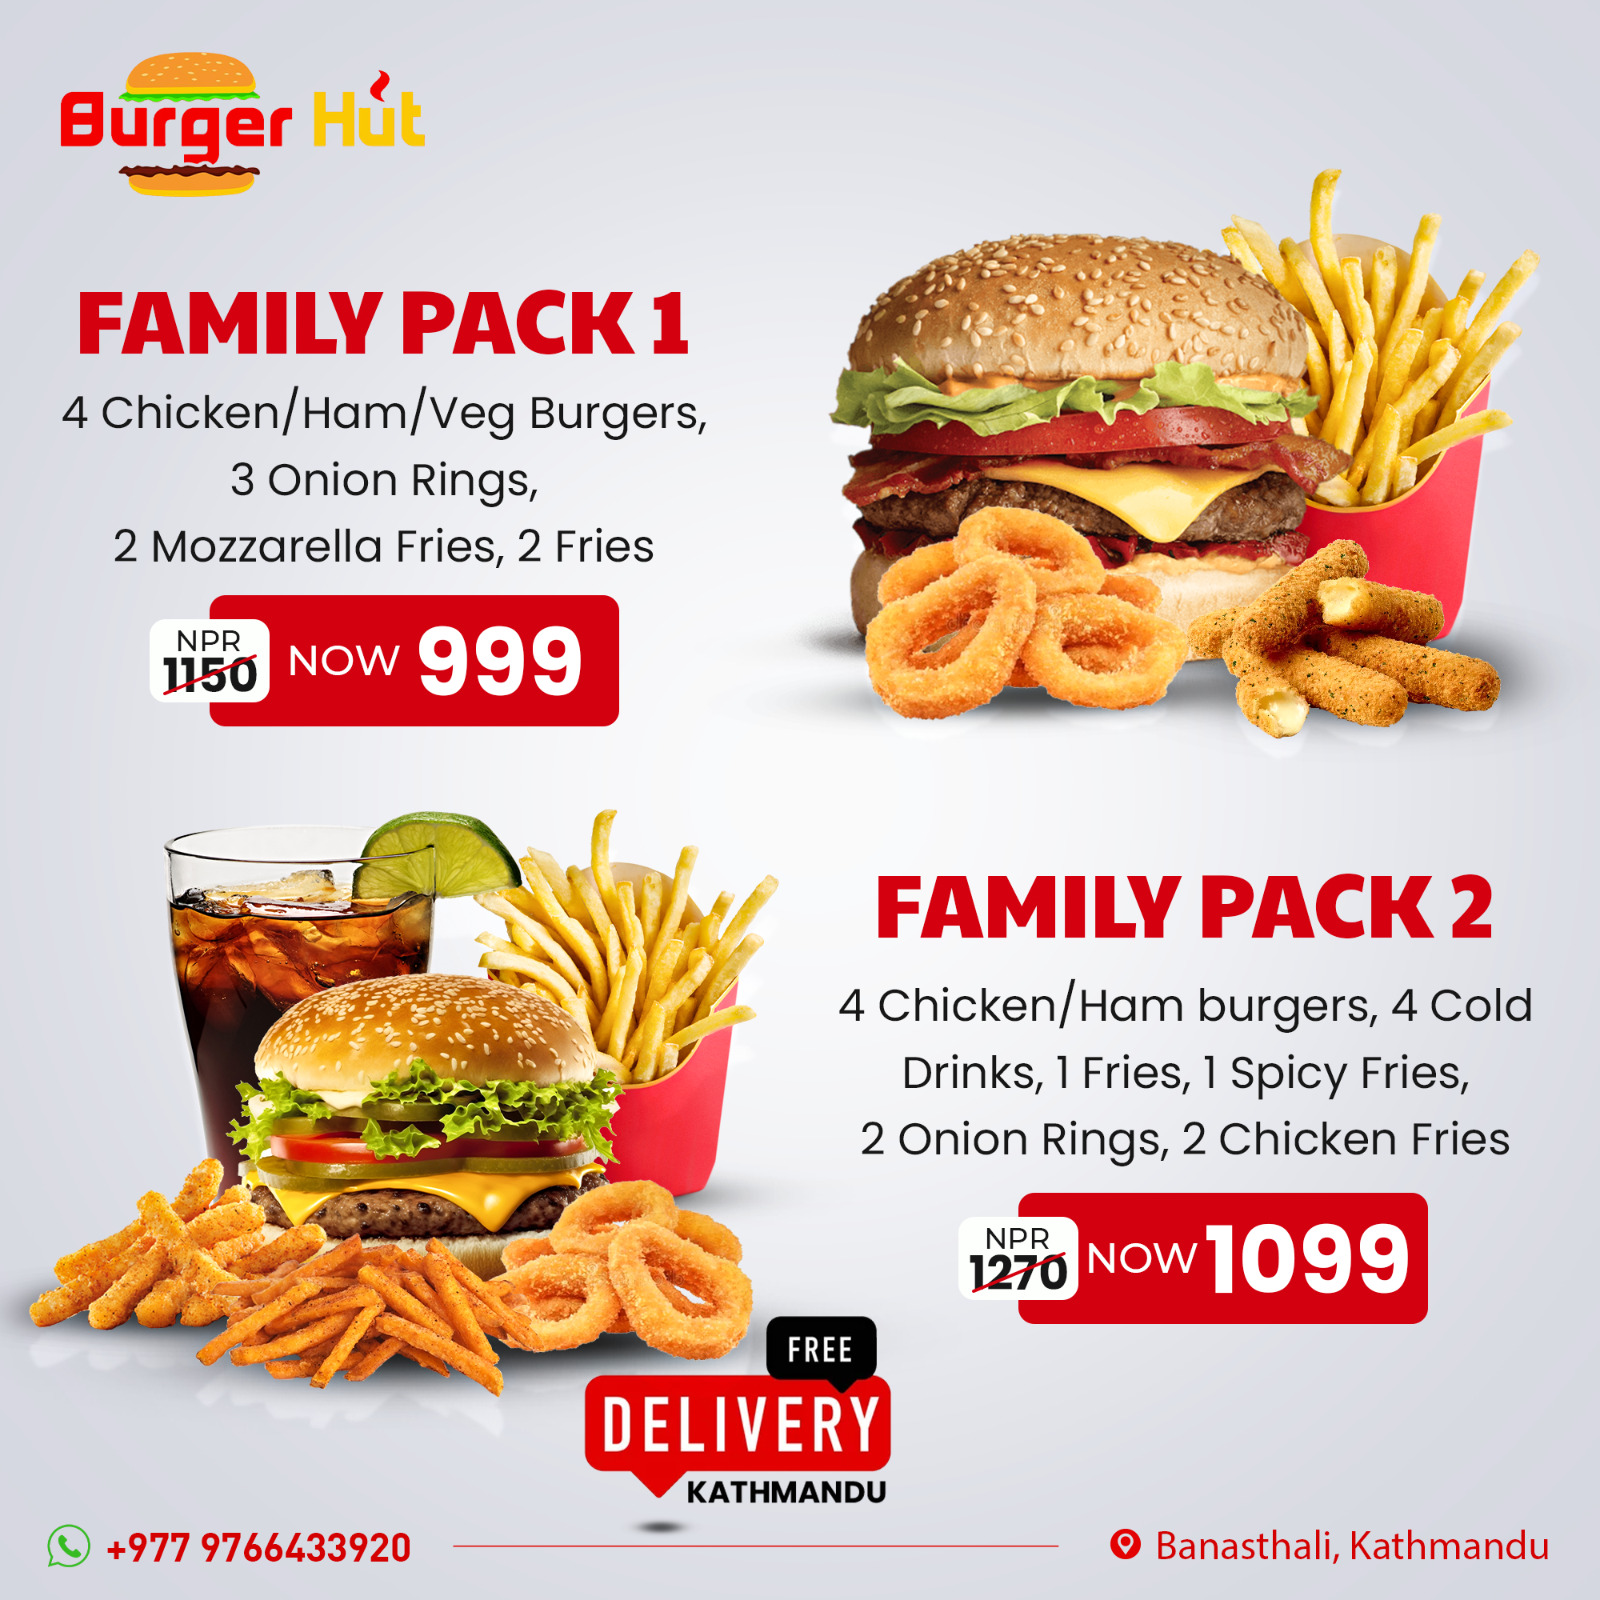 Burger Hut
FAMILY PACK 1
4 Chicken/Ham/Veg Burgers,
3 Onion Rings,
2 Mozzarella Fries, 2 Fries
NPR
1150
NOW 999
FAMILY PACK 2
4 Chicken/Ham burgers, 4 Cold
Drinks, 1 Fries, 1 Spicy Fries,
2 Onion Rings, 2 Chicken Fries
NPR
1270
NOW 1099
FREE
DELIVERY
KATHMANDU
+977 9766433920
Banasthali, Kathmandu